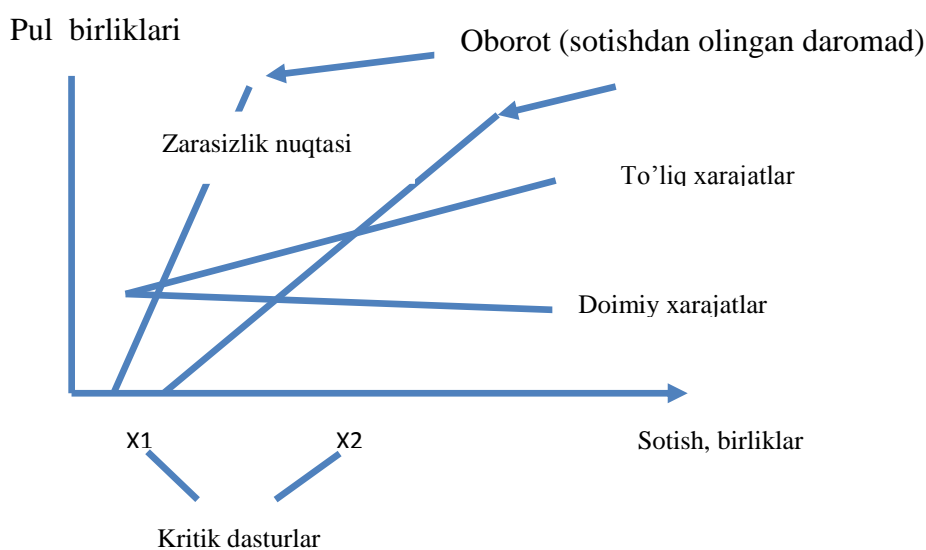 Pul birliklari
Oborot (sotishdan olingan daromad)
Zarasizlik nuqtasi
To’liq xarajatlar
Doimiy xarajatlar
X1
X2
Sotish, birliklar
Kritik dasturlar